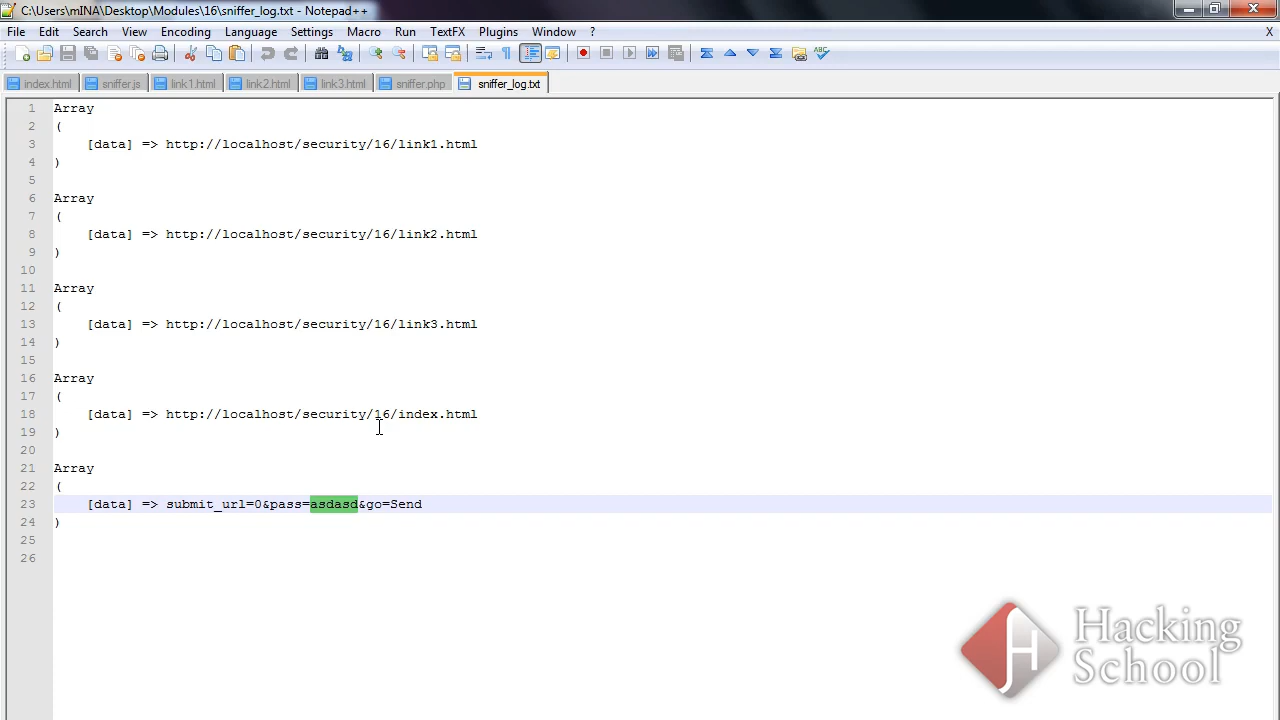 C:\Users\mINA\Desktop\Modules\16\sniffer_log.txt - Notepad++
File Edit Search View Encoding Language Settings Macro Run TextFX Plugins Window ? X
index.html sniffer.js link1.html link2.html link3.html sniffer.php sniffer_log.txt
1 Array
2 (
3 [data] => http://localhost/security/16/link1.html
4 )
5
6 Array
7 (
8 [data] => http://localhost/security/16/link2.html
9 )
10
11 Array
12 (
13 [data] => http://localhost/security/16/link3.html
14 )
15
16 Array
17 (
18 [data] => http://localhost/security/16/index.html
19 )
20
21 Array
22 (
23 [data] => submit_url=0&pass=asdasd&go=Send
24 )
25
26
H Hacking
School